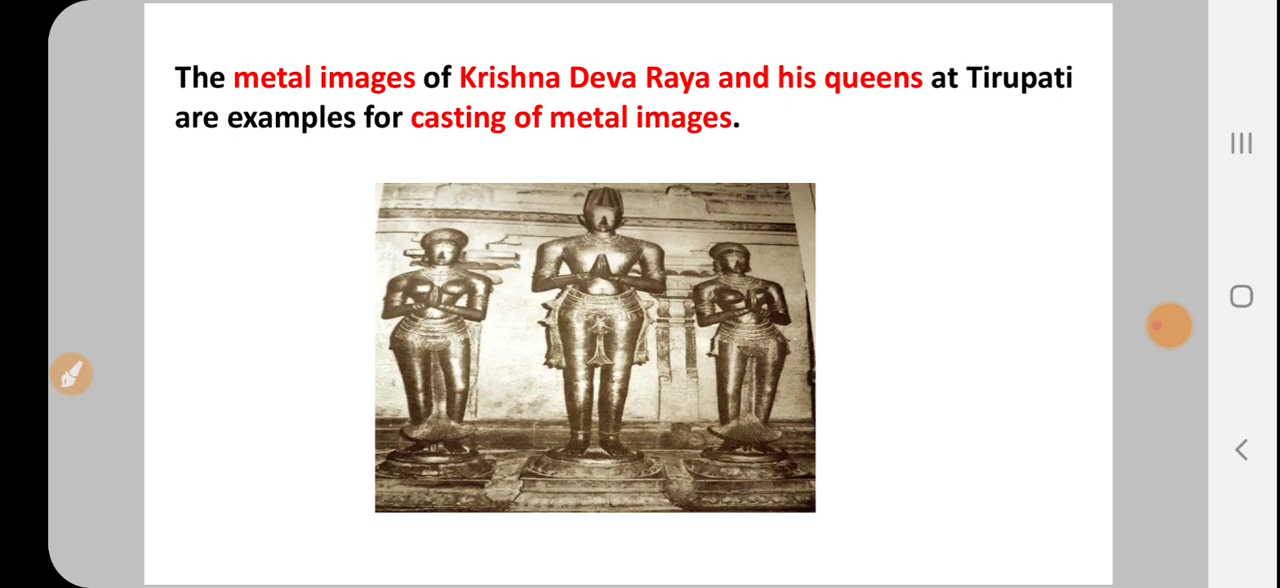 The metal images of Krishna Deva Raya and his queens at Tirupati
are examples for casting of metal images.